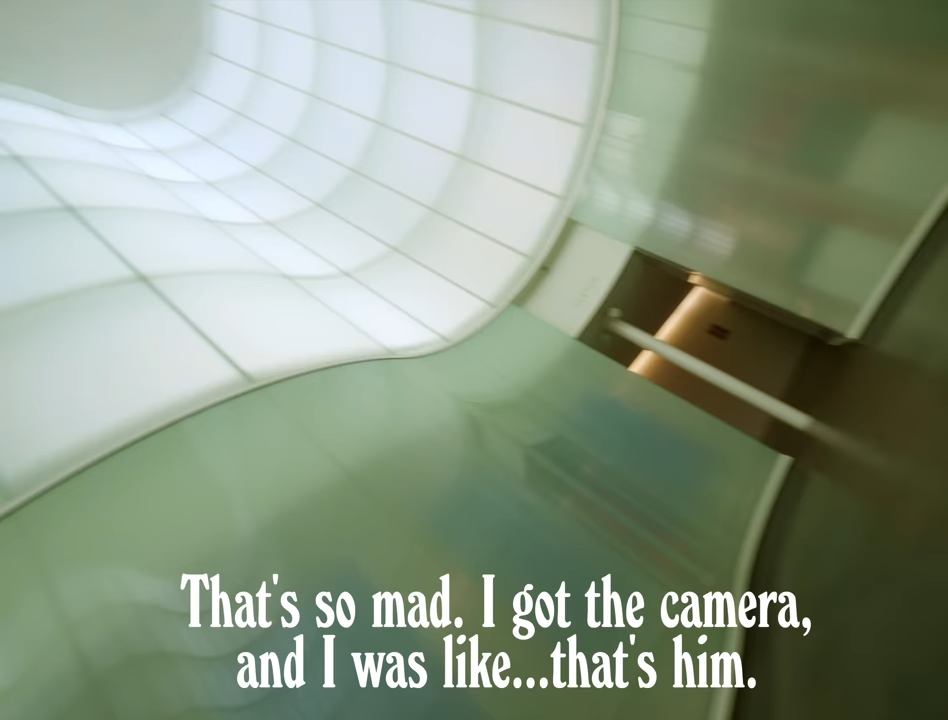 That's so mad. I got the camera,
and I was like...that's him.